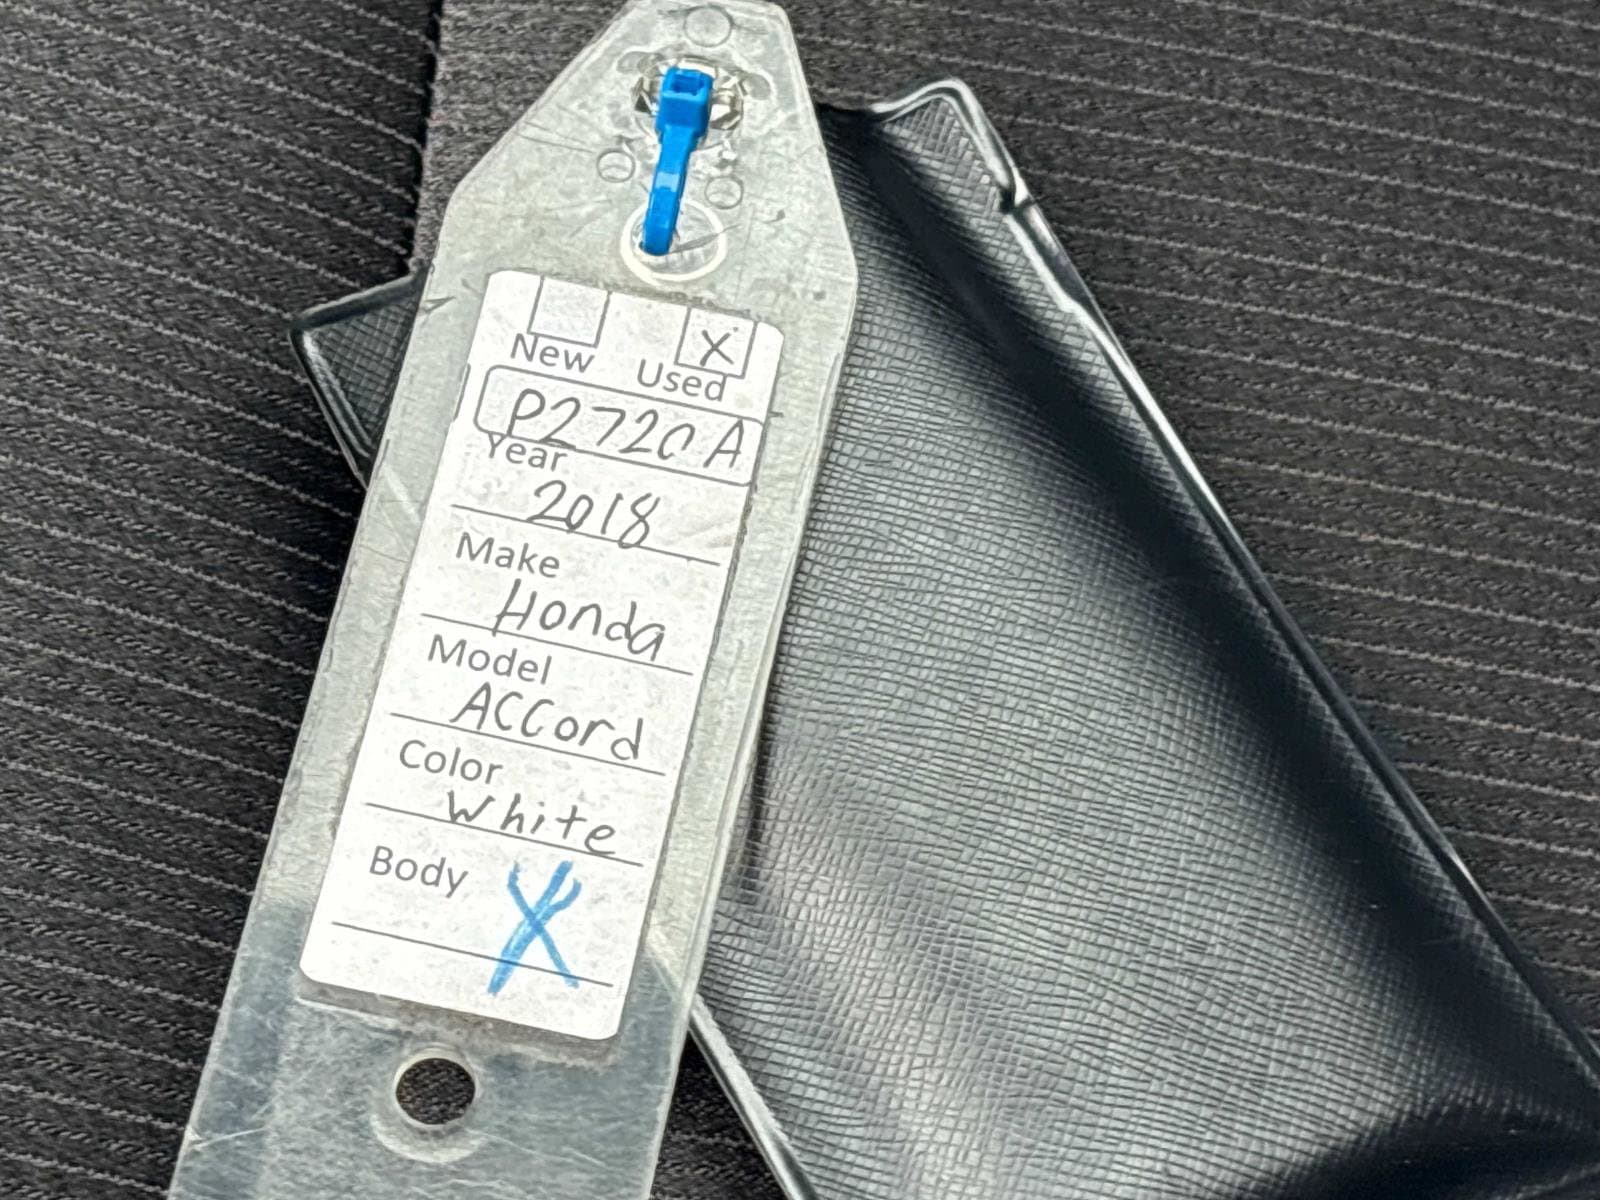 X
New Used
P2720A
Year
2018
Make
Honda
Model
Accord
Color
white
Body X